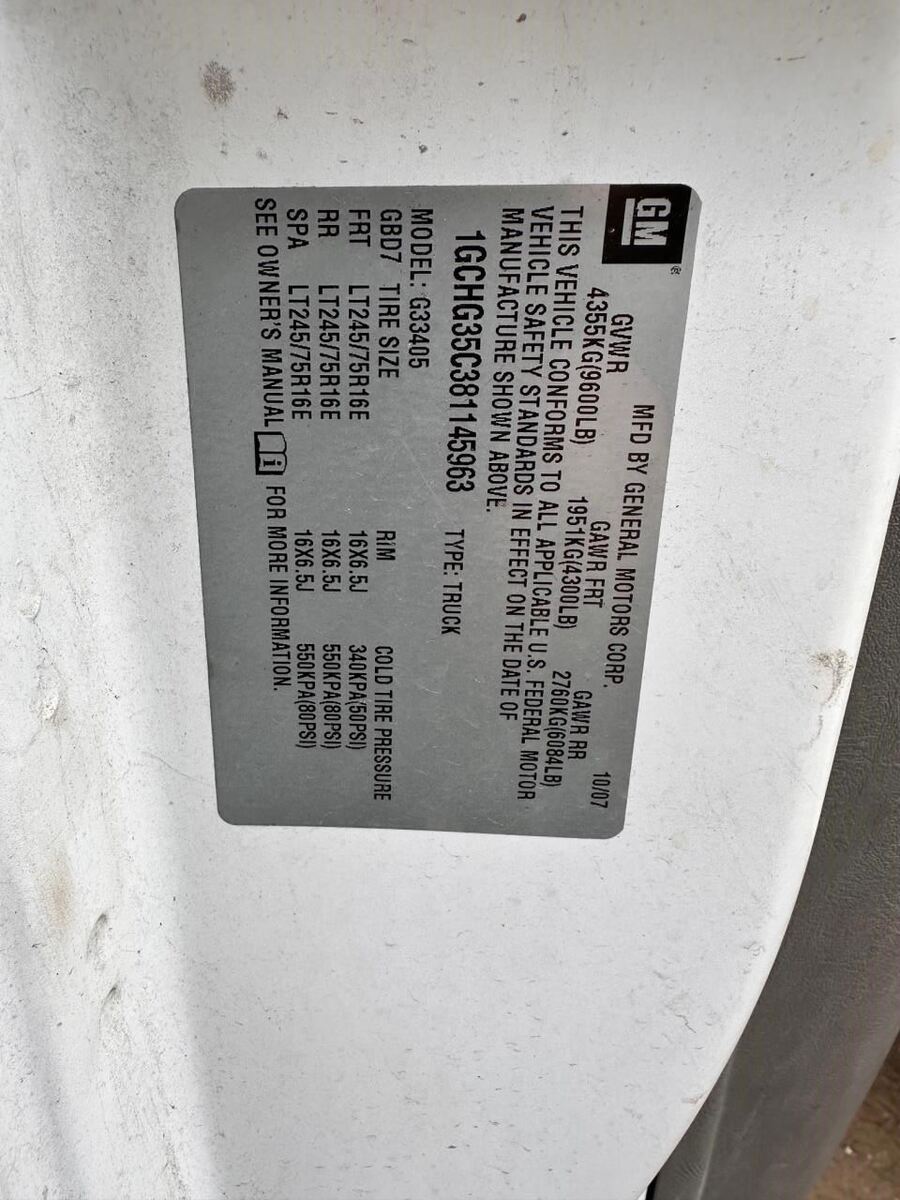 GM®
MFD BY GENERAL MOTORS CORP. 10/07
GVWR GAWR FRT GAWR RR
4355KG(9600LB) 1951KG(4300LB) 2760KG(6084LB)
THIS VEHICLE CONFORMS TO ALL APPLICABLE U.S. FEDERAL MOTOR
VEHICLE SAFETY STANDARDS IN EFFECT ON THE DATE OF
MANUFACTURE SHOWN ABOVE.
1GCHG35C381145963 TYPE: TRUCK
MODEL: G33405
GBD7 TIRE SIZE RIM COLD TIRE PRESSURE
FRT LT245/75R16E 16X6.5J 340KPA(50PSI)
RR LT245/75R16E 16X6.5J 550KPA(80PSI)
SPA LT245/75R16E 16X6.5J 550KPA(80PSI)
SEE OWNER'S MANUAL i FOR MORE INFORMATION.